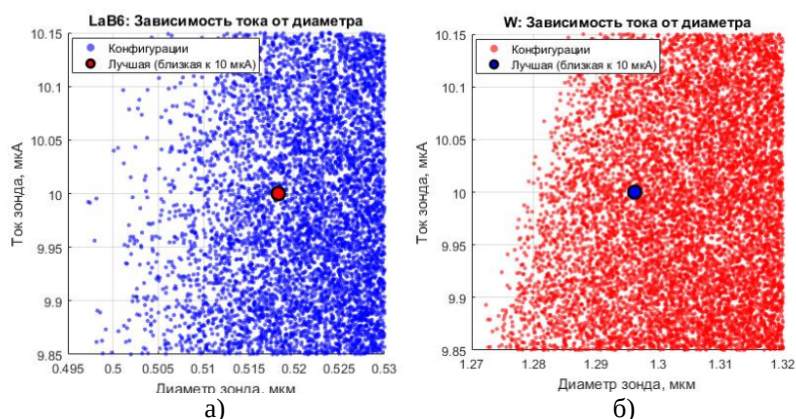 LaB6: Зависимость тока от диаметра
Конфигурации
Лучшая (близкая к 10 мкА)
Ток зонда, мкА
10.15
10.1
10.05
10
9.95
9.9
9.85
0.495
0.5
0.505
0.51
0.515
0.52
0.525
0.53
Диаметр зонда, мкм
а)
W: Зависимость тока от диаметра
Конфигурации
Лучшая (близкая к 10 мкА)
Ток зонда, мкА
10.15
10.1
10.05
10
9.95
9.9
9.85
1.27
1.28
1.29
1.3
1.31
1.32
Диаметр зонда, мкм
б)